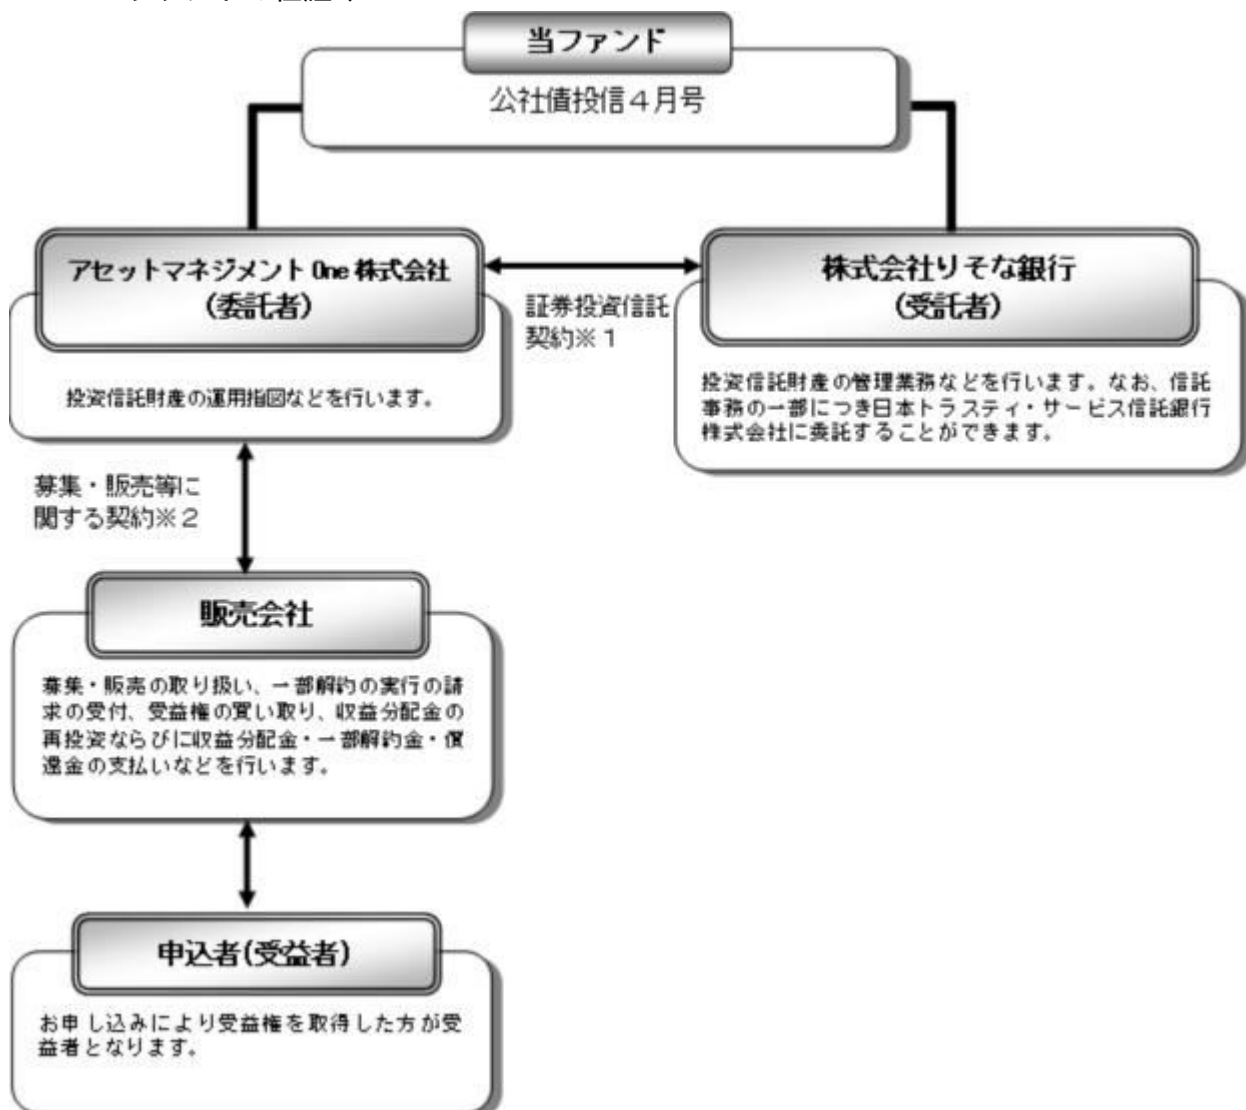 当ファンド
公社債投信４月号
アセットマネジメント One 株式会社
(委託者)
投資信託財産の運用指図などを行います。
証券投資信託
契約※１
株式会社りそな銀行
(受託者)
投資信託財産の管理業務などを行います。なお、信託
事務の一部につき日本トラスティ・サービス信託銀行
株式会社に委託することができます。
募集・販売等に
関する契約※２
販売会社
募集・販売の取り扱い、一部解約の実行の請
求の受付、受益権の買い取り、収益分配金の
再投資ならびに収益分配金・一部解約金・償
還金の支払いなどを行います。
申込者(受益者)
お申し込みにより受益権を取得した方が受
益者となります。